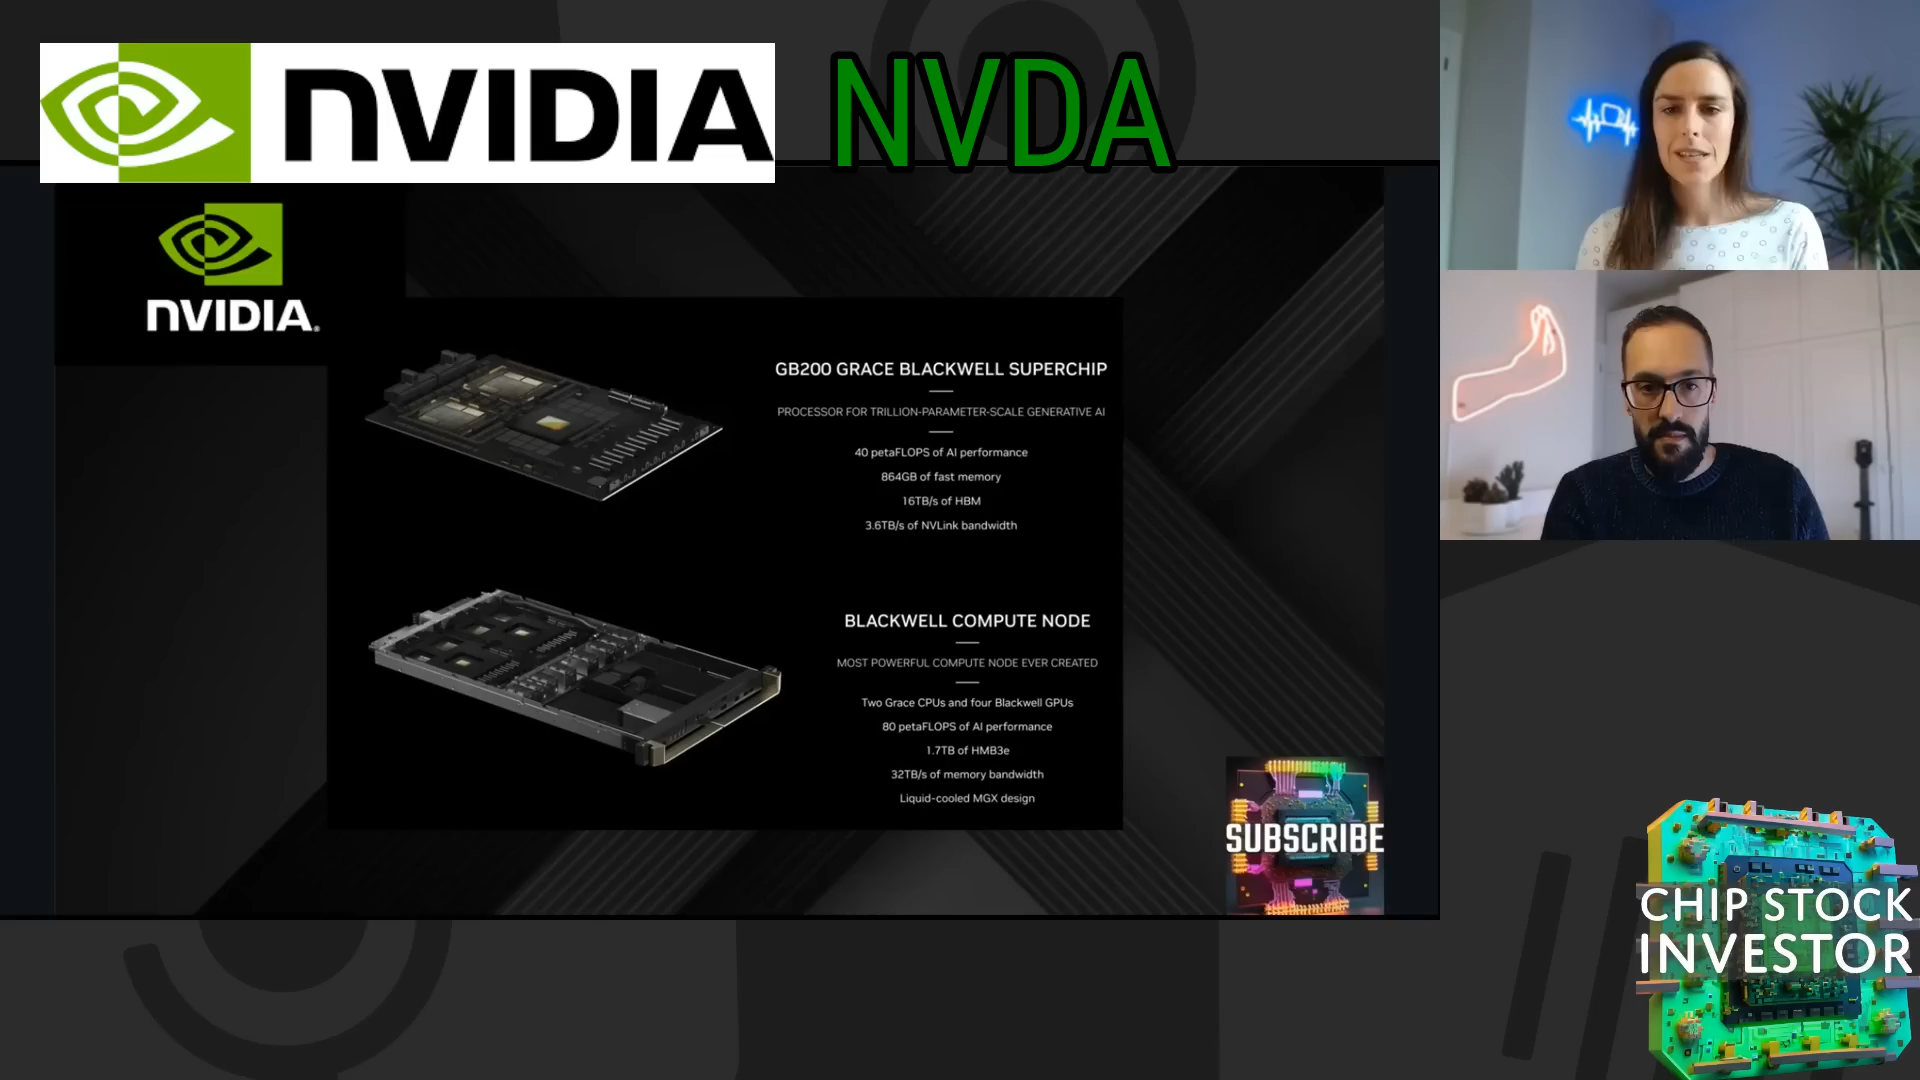 NVIDIA NVDA
NVIDIA.
GB200 GRACE BLACKWELL SUPERCHIP
PROCESSOR FOR TRILLION-PARAMETER-SCALE GENERATIVE AI
40 petaFLOPS of AI performance
864GB of fast memory
16TB/s of HBM
3.6TB/s of NVLink bandwidth
BLACKWELL COMPUTE NODE
MOST POWERFUL COMPUTE NODE EVER CREATED
Two Grace CPUs and four Blackwell GPUs
80 petaFLOPS of AI performance
1.7TB of HMB3e
32TB/s of memory bandwidth
Liquid-cooled MGX design
SUBSCRIBE
CHIP STOCK
INVESTOR